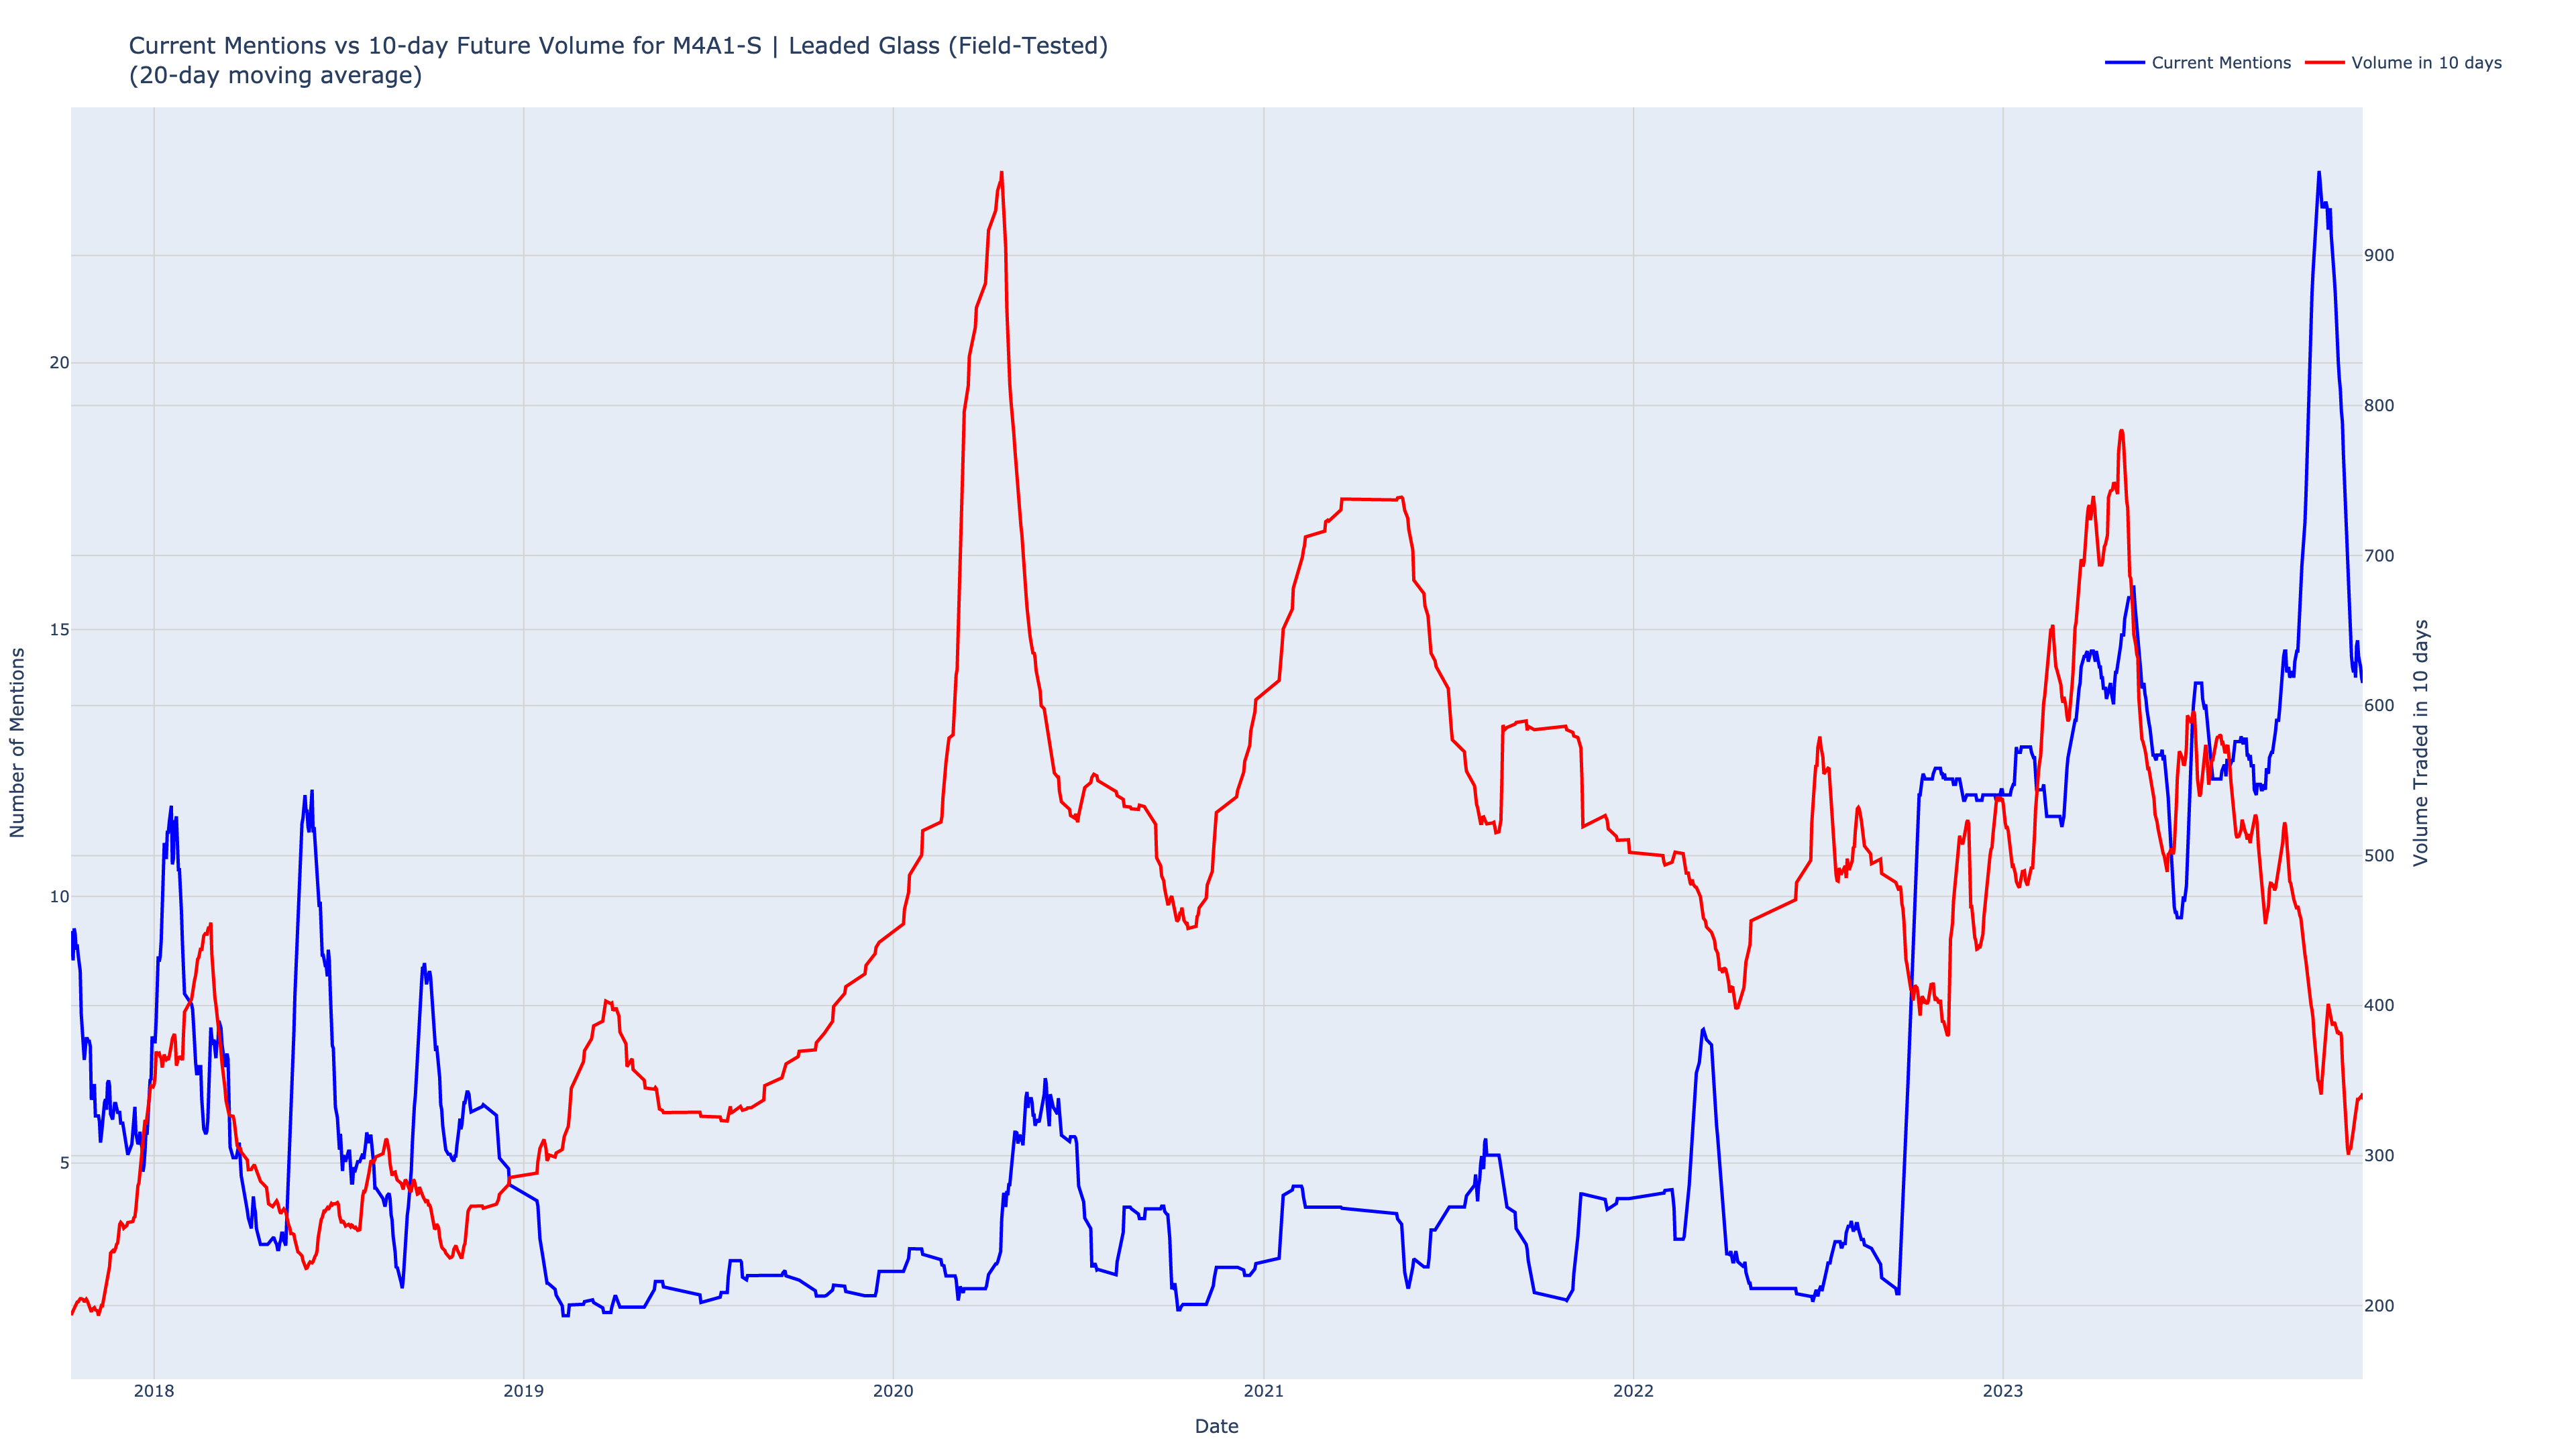 Current Mentions vs 10-day Future Volume for M4A1-S | Leaded Glass (Field-Tested)
(20-day moving average)
Current Mentions
Volume in 10 days
Number of Mentions
20
15
10
5
900
800
700
600
500
400
300
200
Volume Traded in 10 days
2018
2019
2020
2021
2022
2023
Date